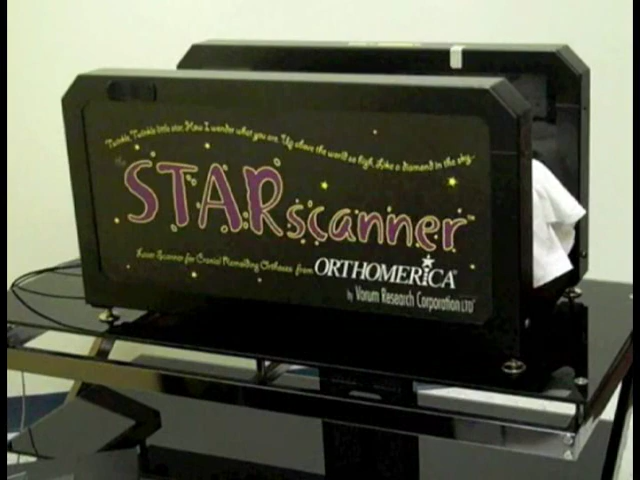 Twinkle, Twinkle little star, How I wonder what you are, Up above the world so high, Like a diamond in the sky.
the
STARscanner™
Laser Scanner for Cranial Remolding Orthoses from ORTHOMERICA®
by Vorum Research Corporation LTD